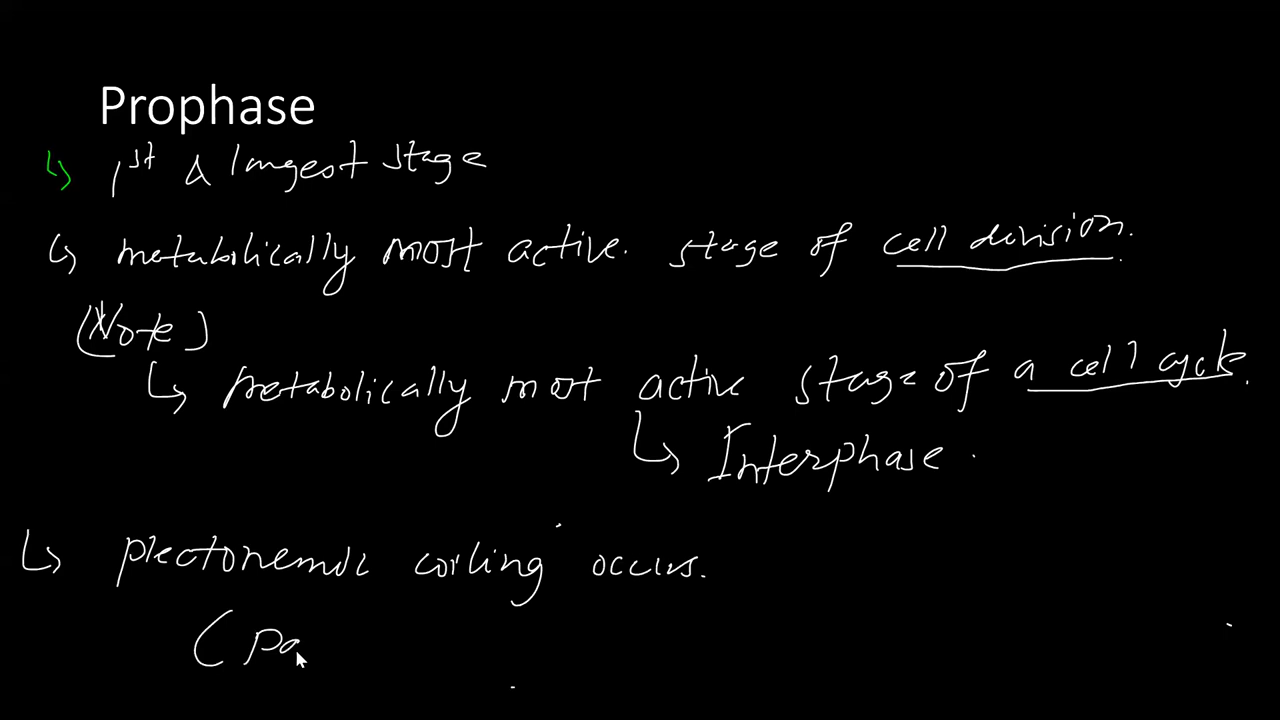 Prophase
↳ 1st & longest stage
↳ metabolically most active. stage of cell division.
(Note)
↳ metabolically most active stage of a cell cycle.
↳ Interphase.
↳ plectonemic coiling occurs.
(pa